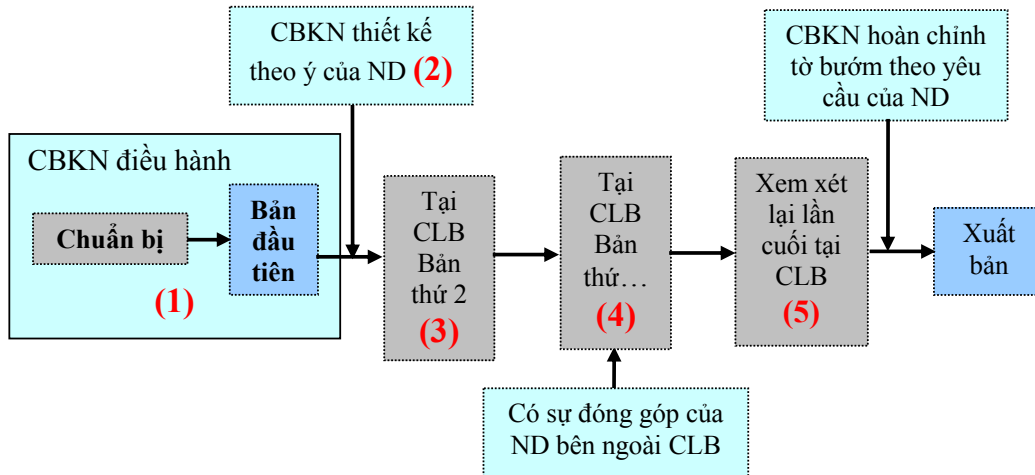 CBKN thiết kế
theo ý của ND (2)
CBKN hoàn chỉnh
tờ bướm theo yêu
cầu của ND
CBKN điều hành
Chuẩn bị
Bản
đầu
tiên
(1)
Tại
CLB
Bản
thứ 2
(3)
Tại
CLB
Bản
thứ…
(4)
Xem xét
lại lần
cuối tại
CLB
(5)
Xuất
bản
Có sự đóng góp của
ND bên ngoài CLB